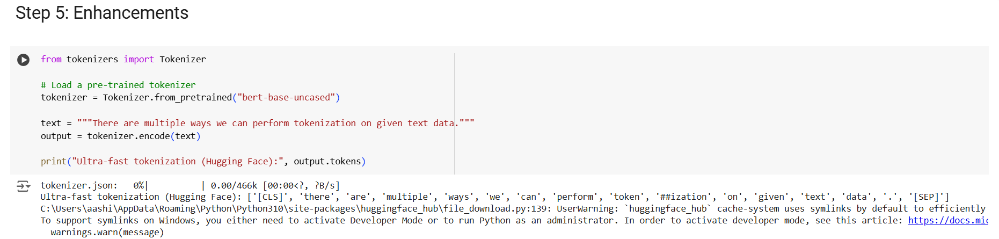 Step 5: Enhancements
from tokenizers import Tokenizer
# Load a pre-trained tokenizer
tokenizer = Tokenizer.from_pretrained("bert-base-uncased")
text = """There are multiple ways we can perform tokenization on given text data."""
output = tokenizer.encode(text)
print("Ultra-fast tokenization (Hugging Face):", output.tokens)
tokenizer.json:   0%|          | 0.00/466k [00:00<?, ?B/s]
Ultra-fast tokenization (Hugging Face): ['[CLS]', 'there', 'are', 'multiple', 'ways', 'we', 'can', 'perform', 'token', '##ization', 'on', 'given', 'text', 'data', '.', '[SEP]']
C:\Users\aashi\AppData\Roaming\Python\Python310\site-packages\huggingface_hub\file_download.py:139: UserWarning: `huggingface_hub` cache-system uses symlinks by default to efficiently
To support symlinks on Windows, you either need to activate Developer Mode or to run Python as an administrator. In order to activate developer mode, see this article: https://docs.mic
  warnings.warn(message)